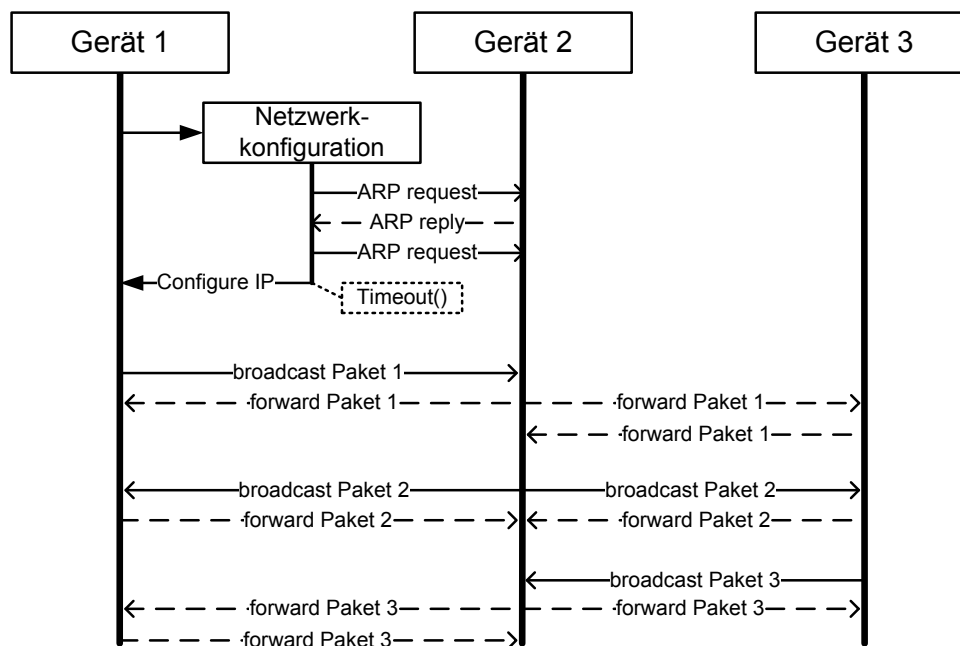 Gerät 1
Gerät 2
Gerät 3
Netzwerk-
konfiguration
ARP request
ARP reply
ARP request
Configure IP
Timeout()
broadcast Paket 1
forward Paket 1
forward Paket 1
forward Paket 1
broadcast Paket 2
broadcast Paket 2
forward Paket 2
forward Paket 2
broadcast Paket 3
forward Paket 3
forward Paket 3
forward Paket 3